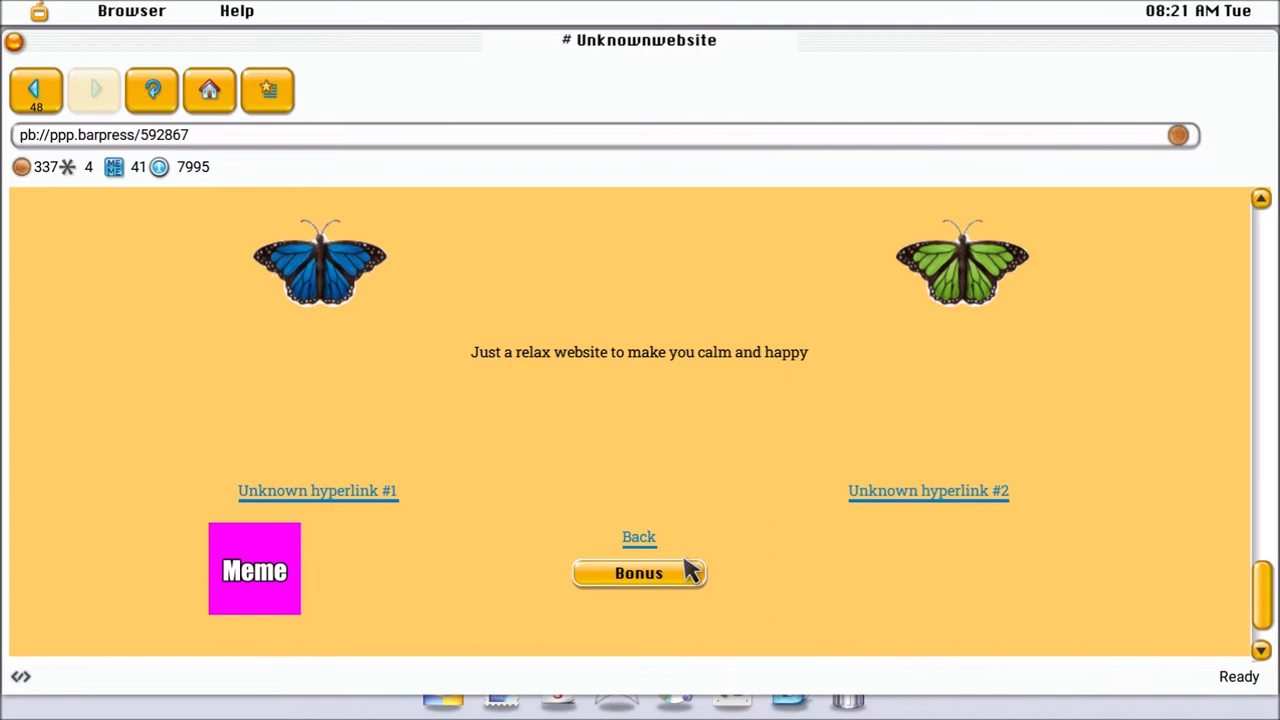 Browser Help 08:21 AM Tue
# Unknownwebsite
48
pb://ppp.barpress/592867
337 4 MEME 41 7995
Just a relax website to make you calm and happy
Unknown hyperlink #1 Unknown hyperlink #2
Back
Meme
Bonus
Ready